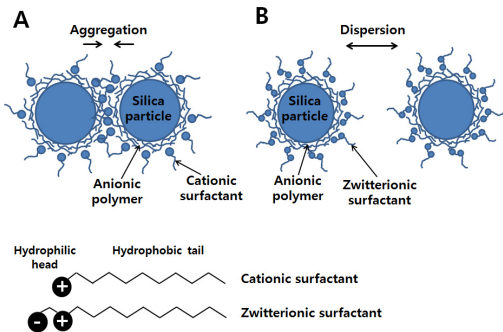 A
Aggregation
Silica
particle
Anionic
polymer
Cationic
surfactant
B
Dispersion
Silica
particle
Anionic
polymer
Zwitterionic
surfactant
Hydrophilic
head
Hydrophobic tail
+
Cationic surfactant
- +
Zwitterionic surfactant